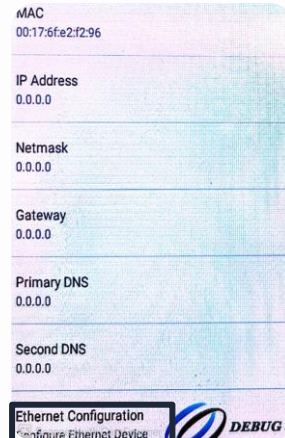 MAC
00:17:6f:e2:f2:96
IP Address
0.0.0.0
Netmask
0.0.0.0
Gateway
0.0.0.0
Primary DNS
0.0.0.0
Second DNS
0.0.0.0
Ethernet Configuration
Configure Ethernet Device
DEBUG